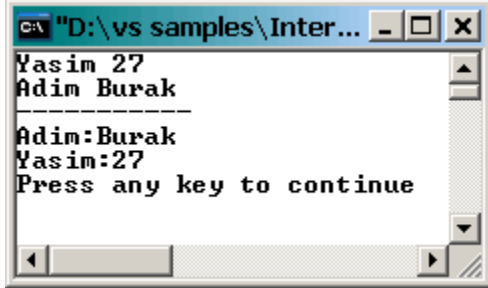 "D:\vs samples\Inter...
Yasim 27
Adim Burak
-----------
Adim:Burak
Yasim:27
Press any key to continue